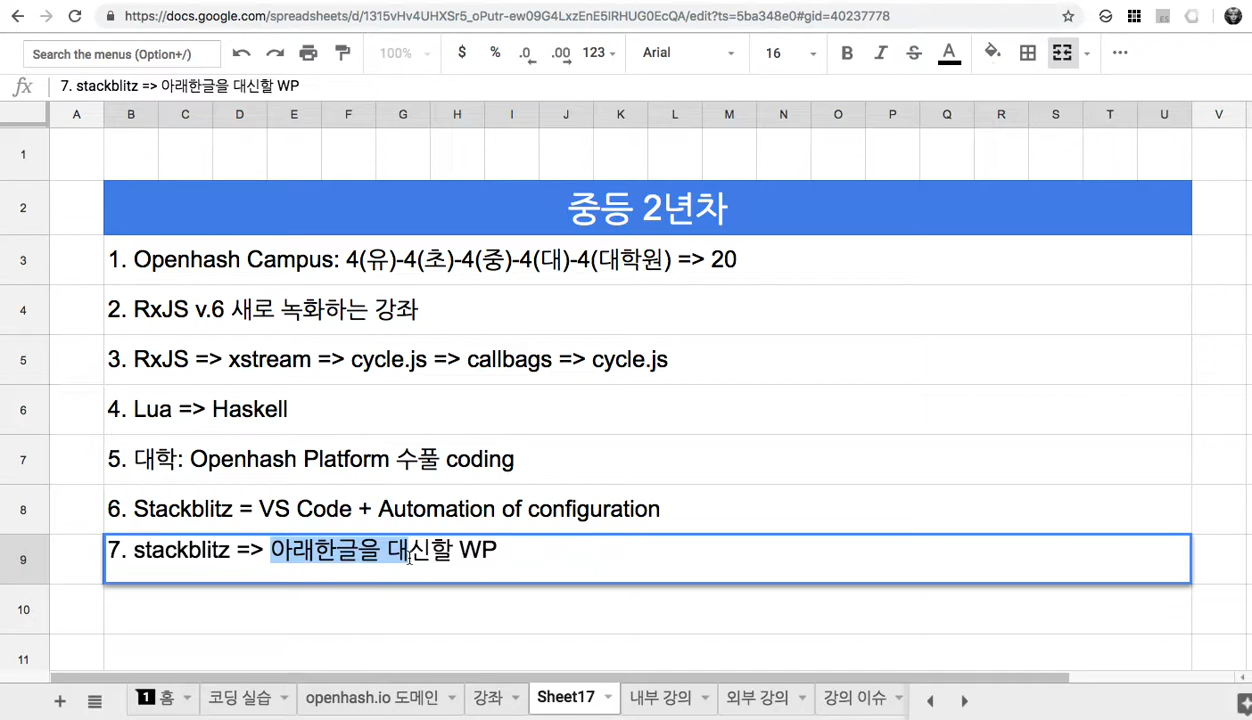 https://docs.google.com/spreadsheets/d/1315vHv4UHXSr5_oPutr-ew09G4LxzEnE5lRHUG0EcQA/edit?ts=5ba348e0#gid=40237778
Search the menus (Option+/) 100% $ % .0 .00 123 Arial 16 B I S A
fx 7. stackblitz => 아래한글을 대신할 WP
A B C D E F G H I J K L M N O P Q R S T U V
1
2 중등 2년차
3 1. Openhash Campus: 4(유)-4(초)-4(중)-4(대)-4(대학원) => 20
4 2. RxJS v.6 새로 녹화하는 강좌
5 3. RxJS => xstream => cycle.js => callbags => cycle.js
6 4. Lua => Haskell
7 5. 대학: Openhash Platform 수풀 coding
8 6. Stackblitz = VS Code + Automation of configuration
9 7. stackblitz => 아래한글을 대신할 WP
10
11
1 홈 코딩 실습 openhash.io 도메인 강좌 Sheet17 내부 강의 외부 강의 강의 이슈